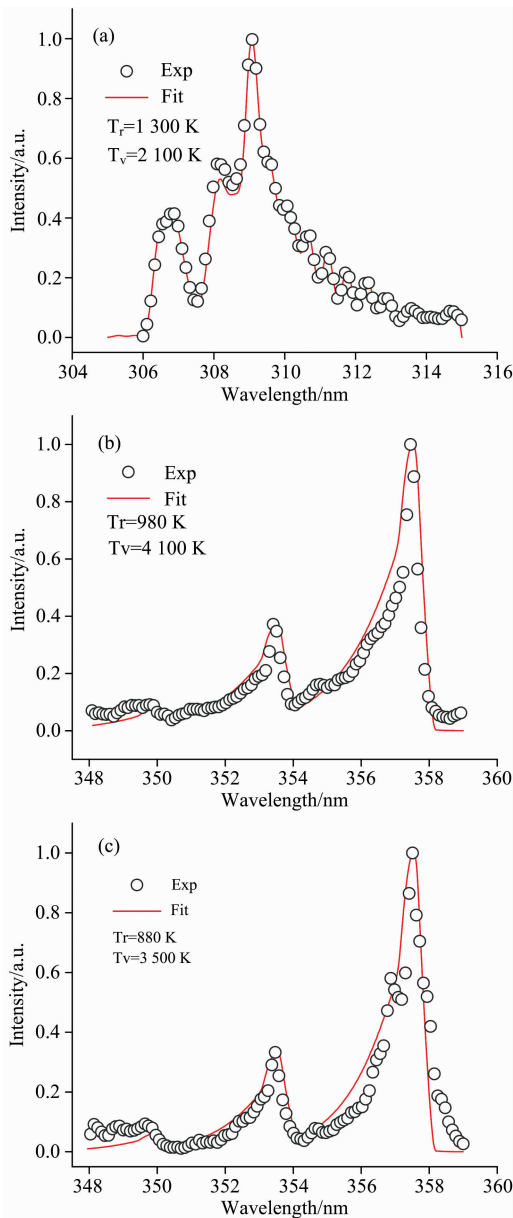 (a)
Exp
Fit
Tr=1 300 K
Tv=2 100 K
Intensity/a.u.
1.0
0.8
0.6
0.4
0.2
0.0
304 306 308 310 312 314 316
Wavelength/nm
(b)
Exp
Fit
Tr=980 K
Tv=4 100 K
Intensity/a.u.
1.0
0.8
0.6
0.4
0.2
0.0
348 350 352 354 356 358 360
Wavelength/nm
(c)
Exp
Fit
Tr=880 K
Tv=3 500 K
Intensity/a.u.
1.0
0.8
0.6
0.4
0.2
0.0
348 350 352 354 356 358 360
Wavelength/nm